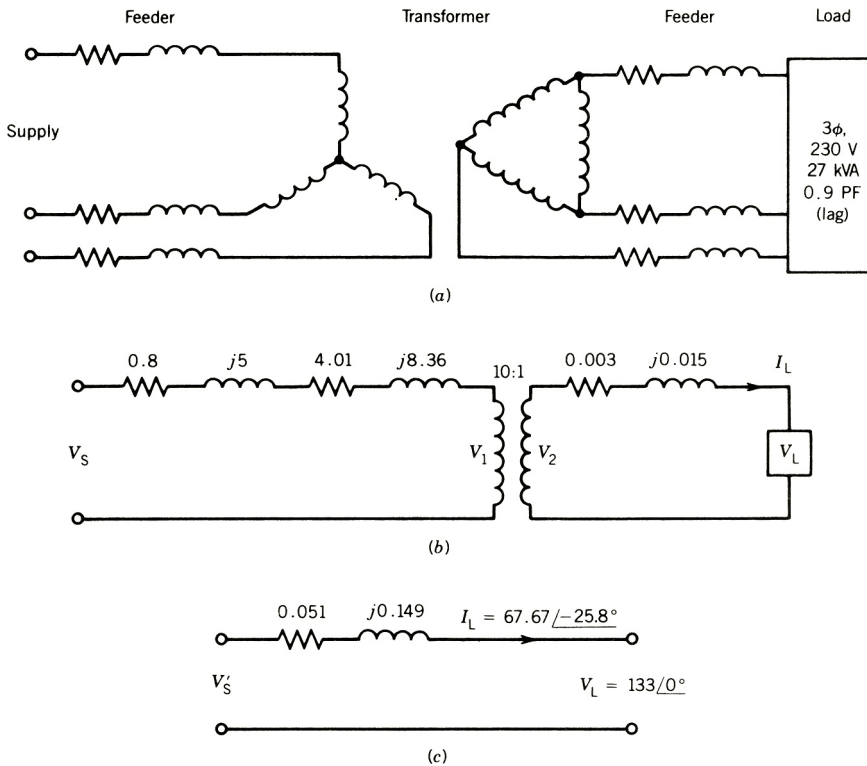 Feeder
Transformer
Feeder
Load
Supply
3ϕ,
230 V
27 kVA
0.9 PF
(lag)
(a)
0.8
j5
4.01
j8.36
10:1
0.003
j0.015
I_L
V_S
V_1
V_2
V_L
(b)
0.051
j0.149
I_L = 67.67/−25.8°
V_S′
V_L = 133/0°
(c)